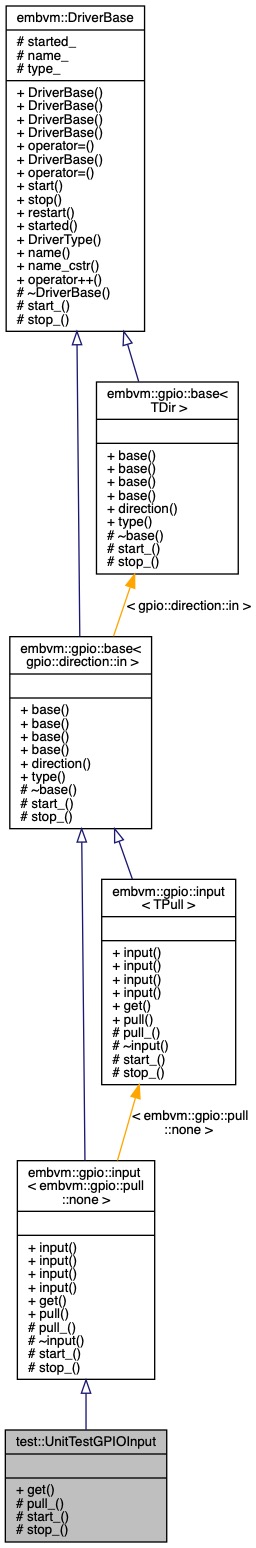 embvm::DriverBase
# started_
# name_
# type_
+ DriverBase()
+ DriverBase()
+ DriverBase()
+ DriverBase()
+ operator=()
+ DriverBase()
+ operator=()
+ start()
+ stop()
+ restart()
+ started()
+ DriverType()
+ name()
+ name_cstr()
+ operator++()
# ~DriverBase()
# start_()
# stop_()
embvm::gpio::base<
TDir >
+ base()
+ base()
+ base()
+ base()
+ direction()
+ type()
# ~base()
# start_()
# stop_()
< gpio::direction::in >
embvm::gpio::base<
gpio::direction::in >
+ base()
+ base()
+ base()
+ base()
+ direction()
+ type()
# ~base()
# start_()
# stop_()
embvm::gpio::input
< TPull >
+ input()
+ input()
+ input()
+ input()
+ get()
+ pull()
# pull_()
# ~input()
# start_()
# stop_()
< embvm::gpio::pull
::none >
embvm::gpio::input
< embvm::gpio::pull
::none >
+ input()
+ input()
+ input()
+ input()
+ get()
+ pull()
# pull_()
# ~input()
# start_()
# stop_()
test::UnitTestGPIOInput
+ get()
# pull_()
# start_()
# stop_()